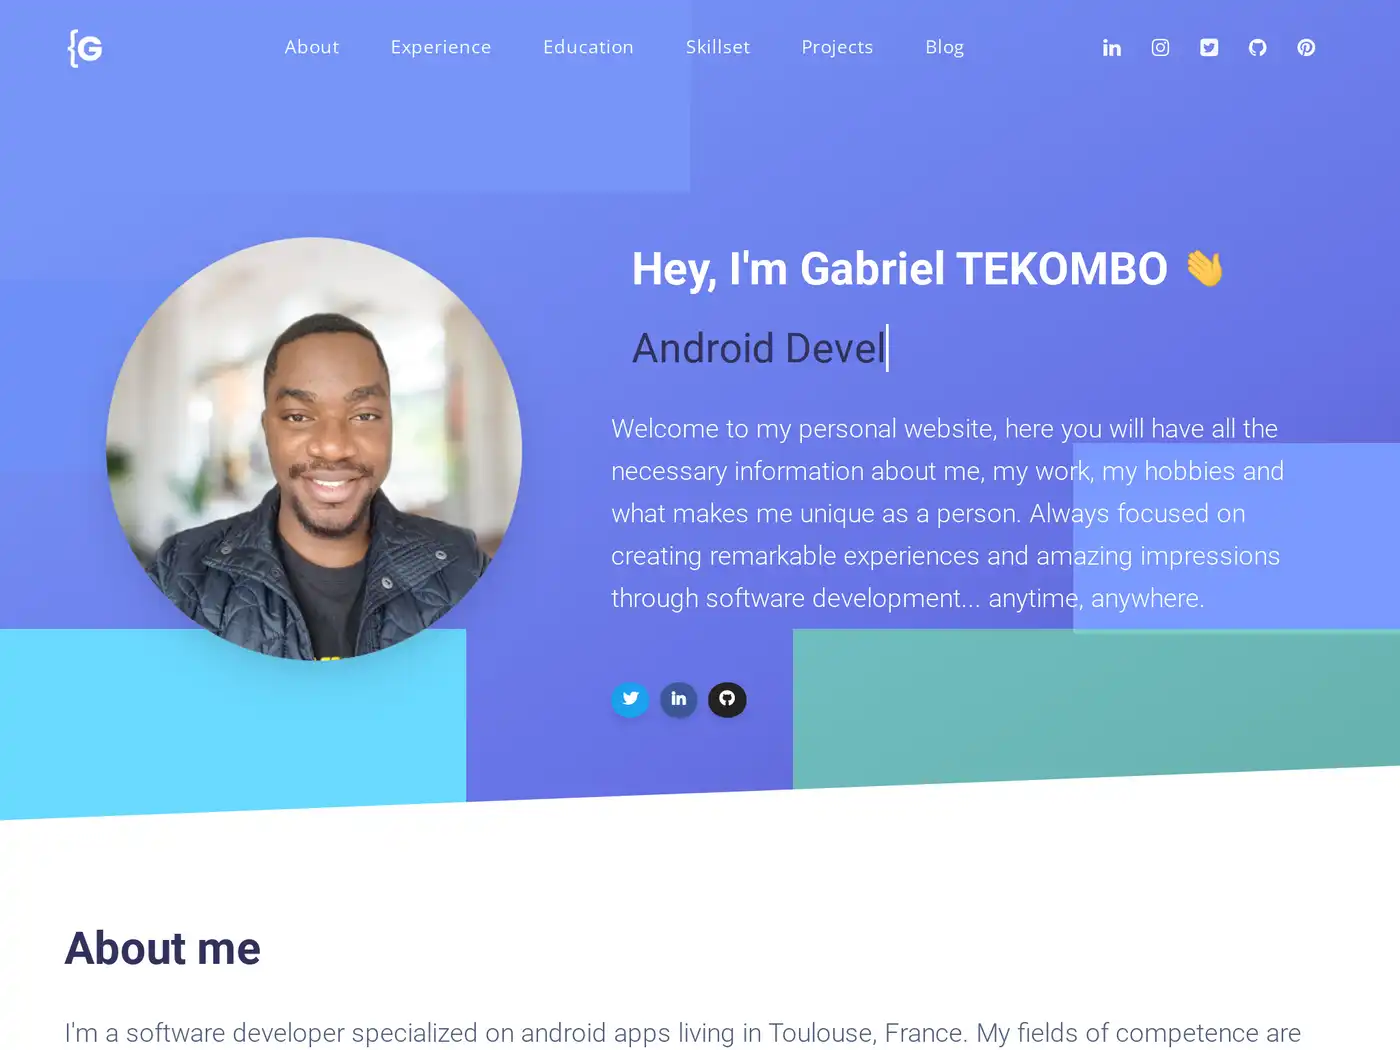 {G
About Experience Education Skillset Projects Blog
Hey, I'm Gabriel TEKOMBO 👋
Android Devel
Welcome to my personal website, here you will have all the
necessary information about me, my work, my hobbies and
what makes me unique as a person. Always focused on
creating remarkable experiences and amazing impressions
through software development... anytime, anywhere.
About me
I'm a software developer specialized on android apps living in Toulouse, France. My fields of competence are